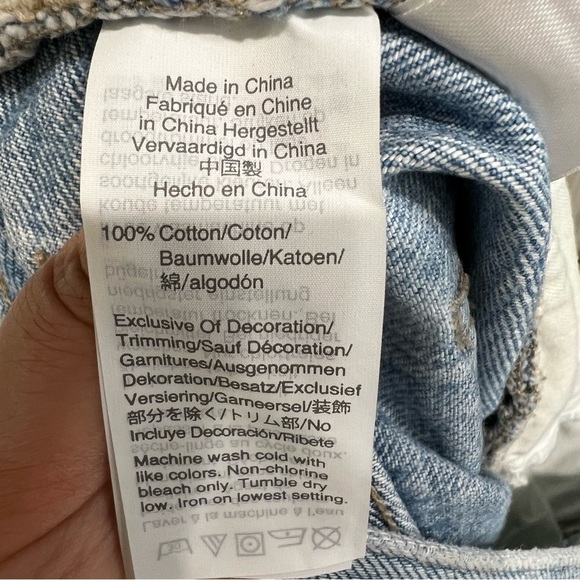 Made in China
Fabriqué en Chine
in China Hergestellt
Vervaardigd in China
中国製
Hecho en China
100% Cotton/Coton/
Baumwolle/Katoen/
綿/algodón
Exclusive Of Decoration/
Trimming/Sauf Décoration/
Garnitures/Ausgenommen
Dekoration/Besatz/Exclusief
Versiering/Garneersel/装飾
部分を除く/トリム部/No
Incluye Decoración/Ribete
Machine wash cold with
like colors. Non-chlorine
bleach only. Tumble dry
low. Iron on lowest setting.